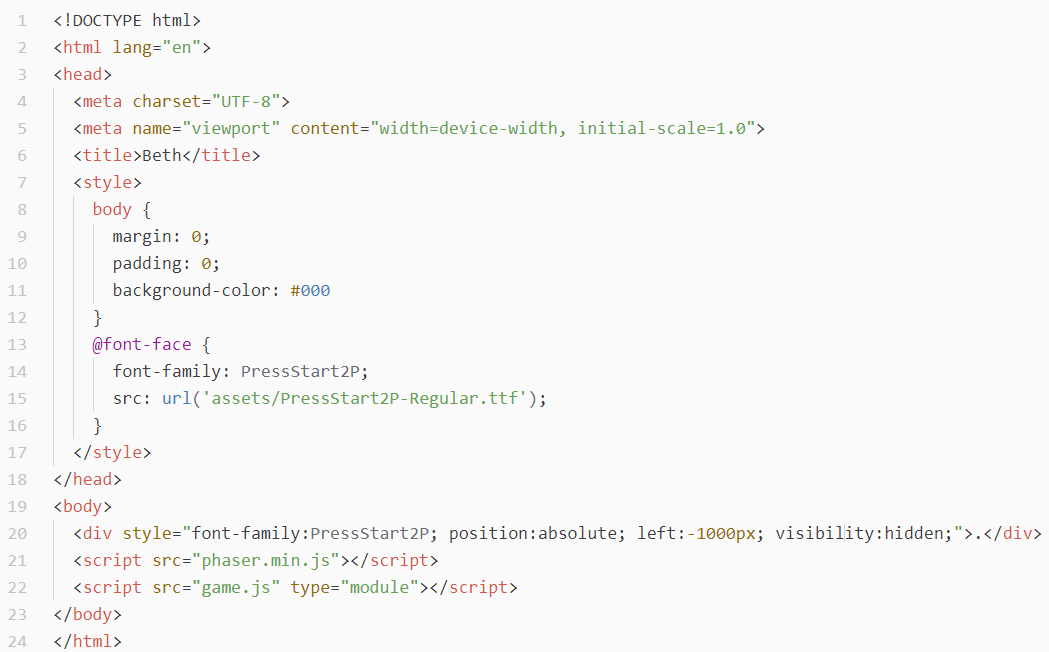 1 <!DOCTYPE html>
2 <html lang="en">
3 <head>
4 <meta charset="UTF-8">
5 <meta name="viewport" content="width=device-width, initial-scale=1.0">
6 <title>Beth</title>
7 <style>
8 body {
9 margin: 0;
10 padding: 0;
11 background-color: #000
12 }
13 @font-face {
14 font-family: PressStart2P;
15 src: url('assets/PressStart2P-Regular.ttf');
16 }
17 </style>
18 </head>
19 <body>
20 <div style="font-family:PressStart2P; position:absolute; left:-1000px; visibility:hidden;">.</div>
21 <script src="phaser.min.js"></script>
22 <script src="game.js" type="module"></script>
23 </body>
24 </html>